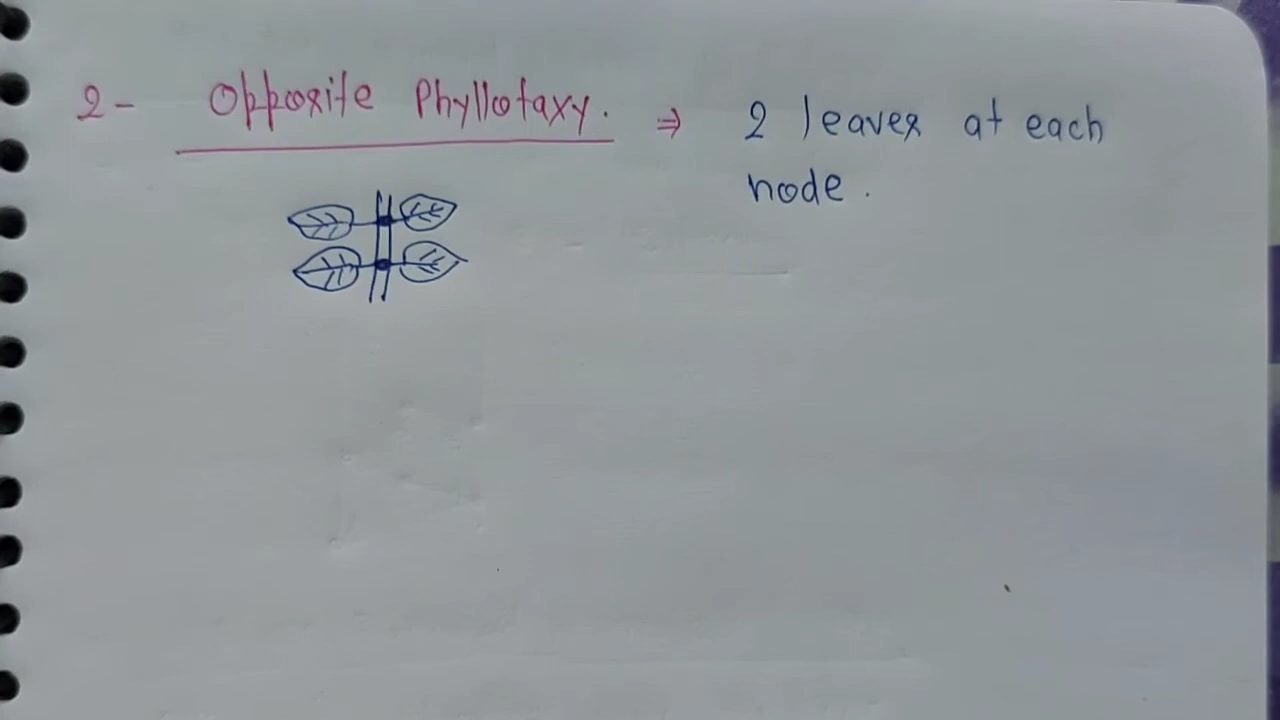 2- Opposite Phyllotaxy. ⇒ 2 leaves at each
node.